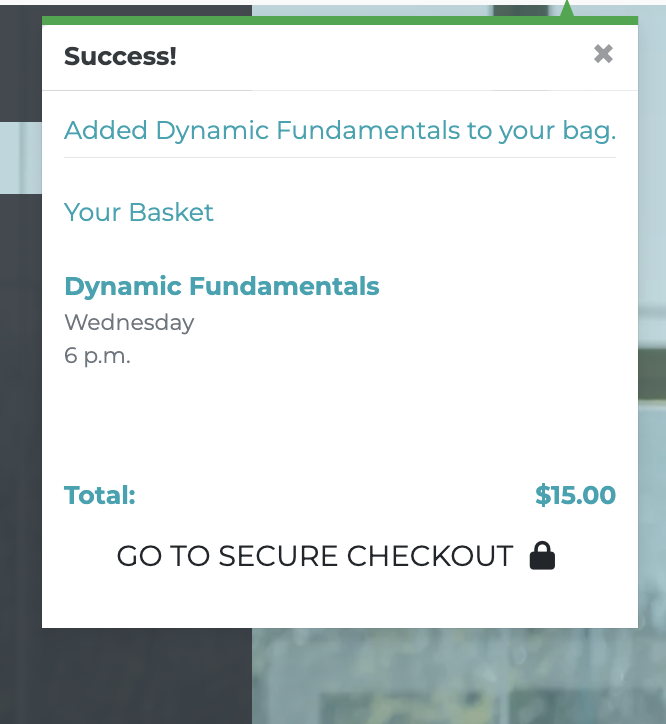 Success!
Added Dynamic Fundamentals to your bag.
Your Basket
Dynamic Fundamentals
Wednesday
6 p.m.
Total: $15.00
GO TO SECURE CHECKOUT